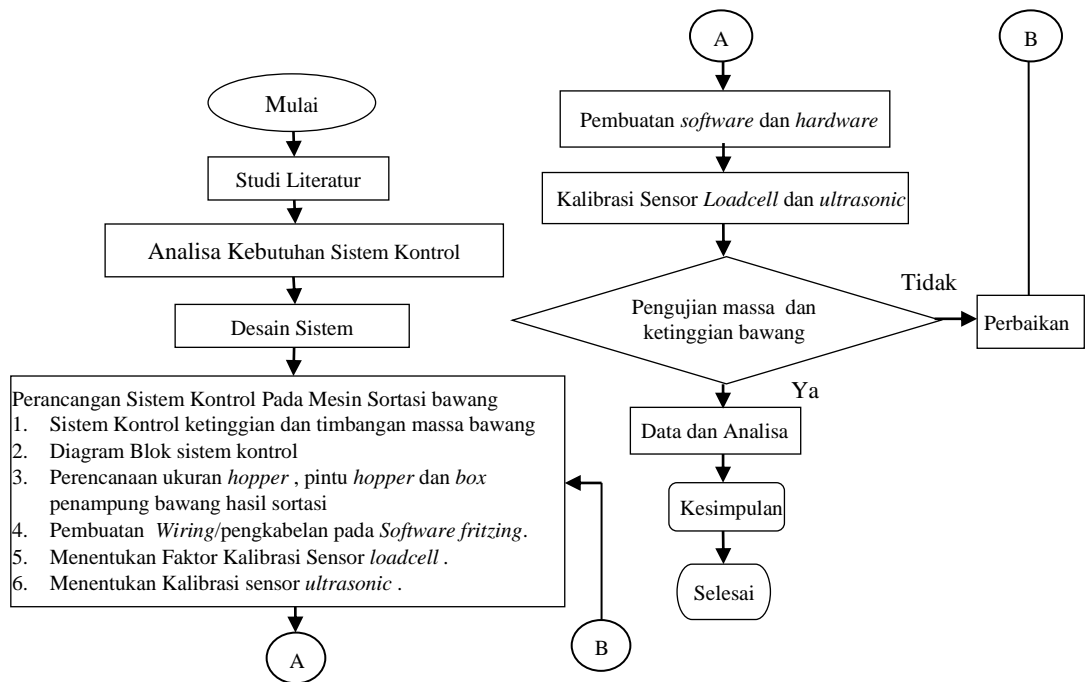 Mulai
Studi Literatur
Analisa Kebutuhan Sistem Kontrol
Desain Sistem
Perancangan Sistem Kontrol Pada Mesin Sortasi bawang
1. Sistem Kontrol ketinggian dan timbangan massa bawang
2. Diagram Blok sistem kontrol
3. Perencanaan ukuran hopper , pintu hopper dan box
penampung bawang hasil sortasi
4. Pembuatan Wiring/pengkabelan pada Software fritzing.
5. Menentukan Faktor Kalibrasi Sensor loadcell .
6. Menentukan Kalibrasi sensor ultrasonic .
A
B
A
Pembuatan software dan hardware
Kalibrasi Sensor Loadcell dan ultrasonic
Pengujian massa dan
ketinggian bawang
Tidak
Perbaikan
B
Ya
Data dan Analisa
Kesimpulan
Selesai